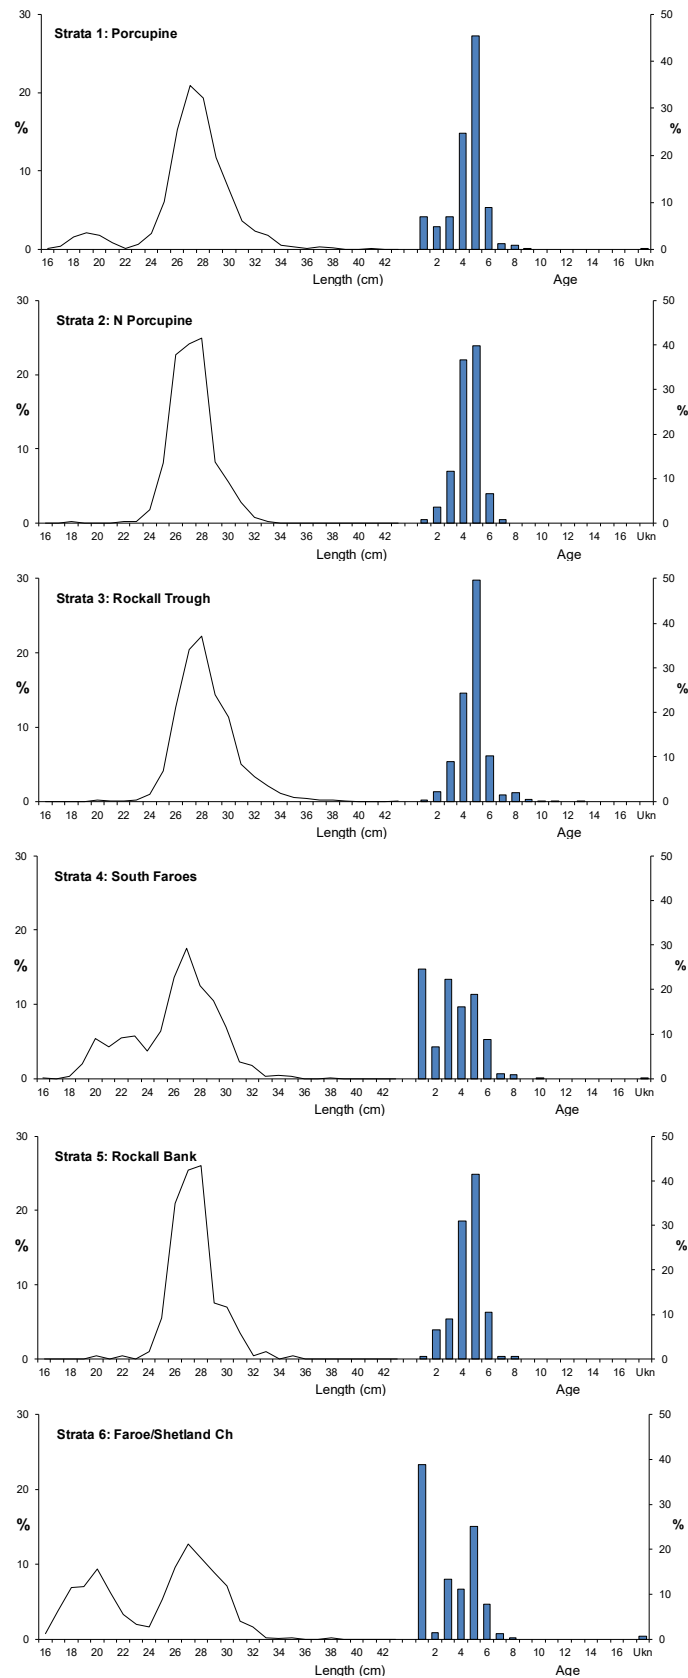 30 50
Strata 1: Porcupine
40
20
% 30 %
20
10
10
0 0
16 18 20 22 24 26 28 30 32 34 36 38 40 42 2 4 6 8 10 12 14 16 Ukn
Length (cm) Age
30 50
Strata 2: N Porcupine
40
20
% 30 %
20
10
10
0 0
16 18 20 22 24 26 28 30 32 34 36 38 40 42 2 4 6 8 10 12 14 16 Ukn
Length (cm) Age
30 50
Strata 3: Rockall Trough
40
20
% 30 %
20
10
10
0 0
16 18 20 22 24 26 28 30 32 34 36 38 40 42 2 4 6 8 10 12 14 16 Ukn
Length (cm) Age
30 50
Strata 4: South Faroes
40
20
% 30 %
20
10
10
0 0
16 18 20 22 24 26 28 30 32 34 36 38 40 42 2 4 6 8 10 12 14 16 Ukn
Length (cm) Age
30 50
Strata 5: Rockall Bank
40
20
% 30 %
20
10
10
0 0
16 18 20 22 24 26 28 30 32 34 36 38 40 42 2 4 6 8 10 12 14 16 Ukn
Length (cm) Age
30 50
Strata 6: Faroe/Shetland Ch
40
20
% 30 %
20
10
10
0 0
16 18 20 22 24 26 28 30 32 34 36 38 40 42 2 4 6 8 10 12 14 16 Ukn
Length (cm) Age